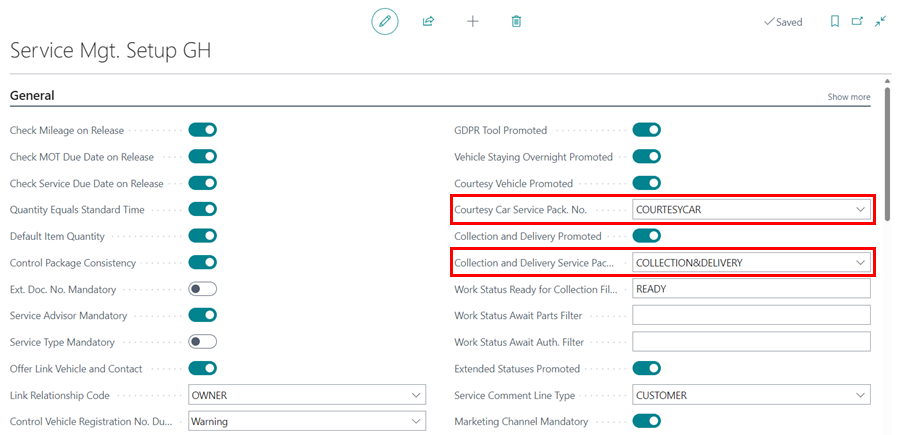 Saved
Service Mgt. Setup GH
General
Show more
Check Mileage on Release
Check MOT Due Date on Release
Check Service Due Date on Release
Quantity Equals Standard Time
Default Item Quantity
Control Package Consistency
Ext. Doc. No. Mandatory
Service Advisor Mandatory
Service Type Mandatory
Offer Link Vehicle and Contact
Link Relationship Code OWNER
Control Vehicle Registration No. Du... Warning
GDPR Tool Promoted
Vehicle Staying Overnight Promoted
Courtesy Vehicle Promoted
Courtesy Car Service Pack. No. COURTESYCAR
Collection and Delivery Promoted
Collection and Delivery Service Pac... COLLECTION&DELIVERY
Work Status Ready for Collection Fil... READY
Work Status Await Parts Filter
Work Status Await Auth. Filter
Extended Statuses Promoted
Service Comment Line Type CUSTOMER
Marketing Channel Mandatory